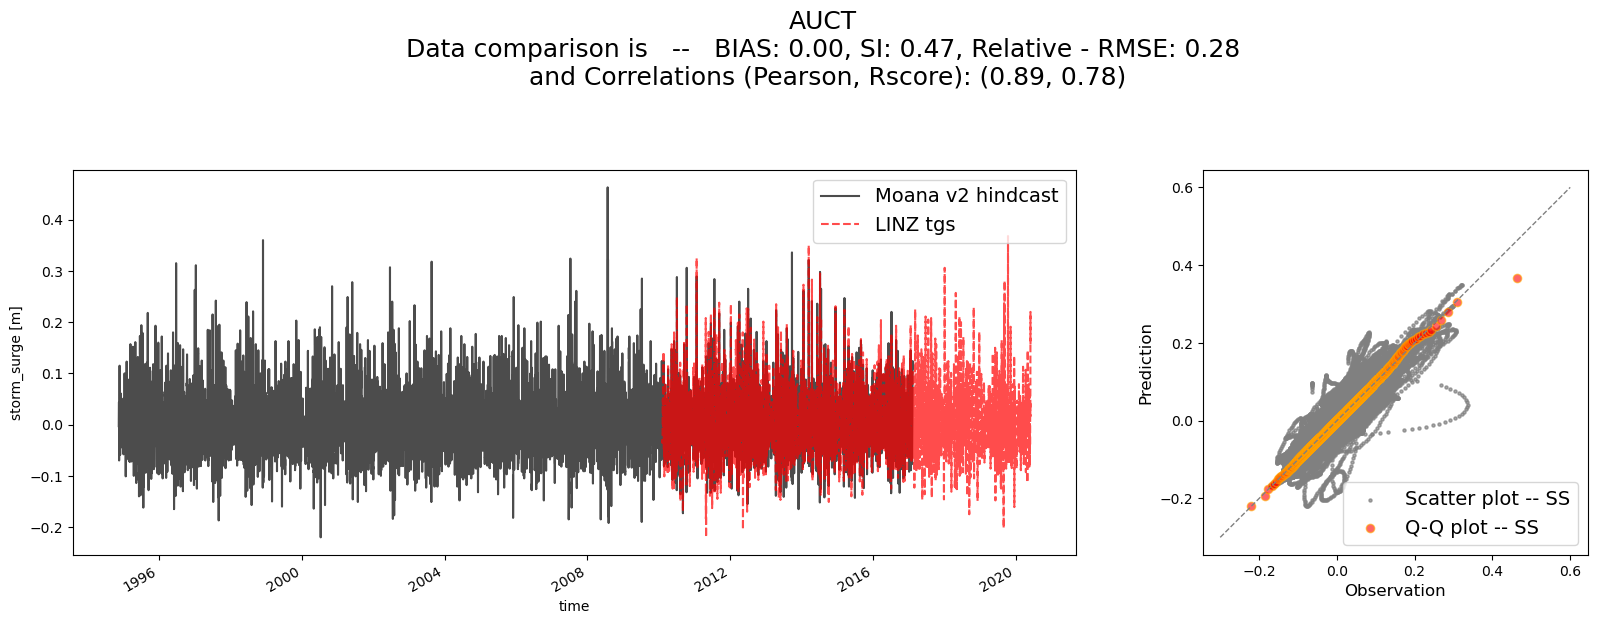 AUCT
Data comparison is   --   BIAS: 0.00, SI: 0.47, Relative - RMSE: 0.28
and Correlations (Pearson, Rscore): (0.89, 0.78)
storm_surge [m]
0.4
0.3
0.2
0.1
0.0
−0.1
−0.2
Moana v2 hindcast
LINZ tgs
1996
2000
2004
2008
2012
2016
2020
time
Prediction
0.6
0.4
0.2
0.0
−0.2
Scatter plot -- SS
Q-Q plot -- SS
−0.2
0.0
0.2
0.4
0.6
Observation